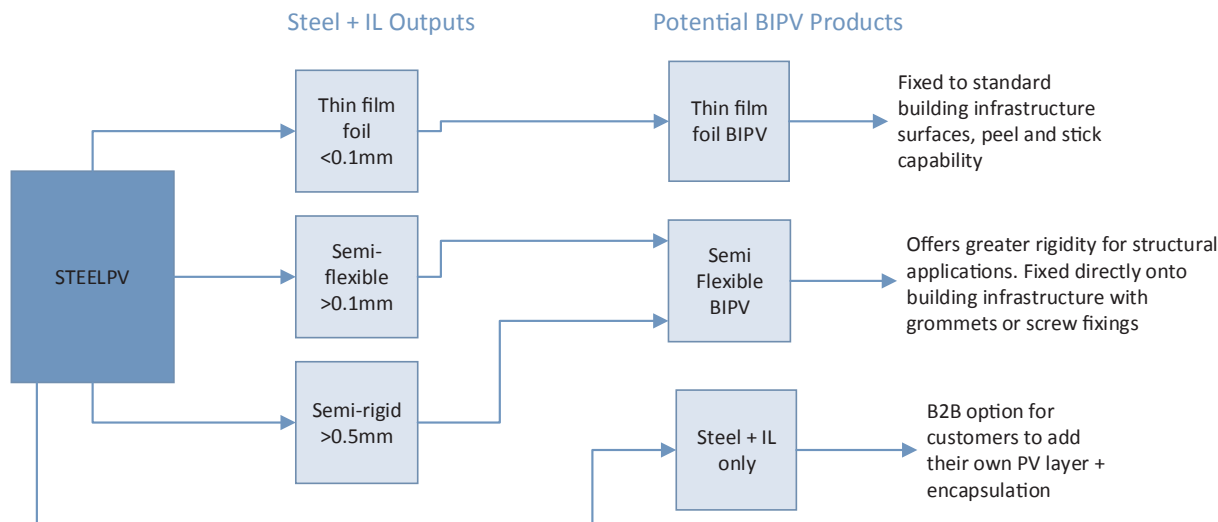 Steel + IL Outputs
Potential BIPV Products
Thin film
foil
<0.1mm
Thin film
foil BIPV
Fixed to standard
building infrastructure
surfaces, peel and stick
capability
STEELPV
Semi-
flexible
>0.1mm
Semi
Flexible
BIPV
Offers greater rigidity for structural
applications. Fixed directly onto
building infrastructure with
grommets or screw fixings
Semi-rigid
>0.5mm
Steel + IL
only
B2B option for
customers to add
their own PV layer +
encapsulation